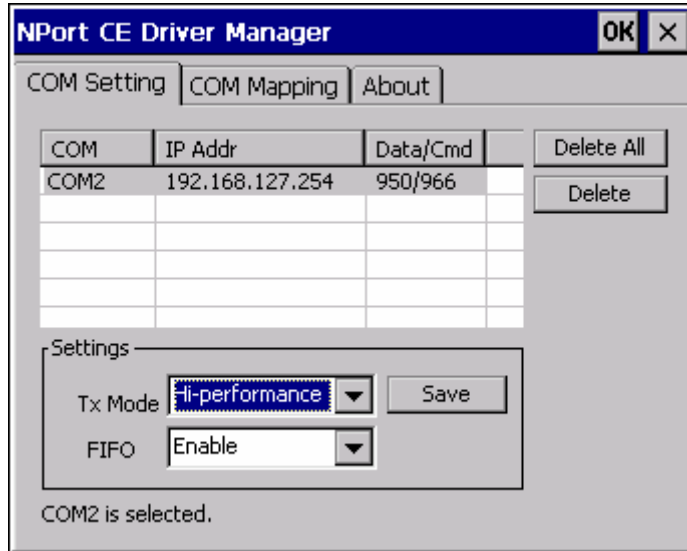 NPort CE Driver Manager OK ×
COM Setting COM Mapping About
COM IP Addr Data/Cmd
COM2 192.168.127.254 950/966
Delete All
Delete
Settings
Tx Mode Hi-performance Save
FIFO Enable
COM2 is selected.